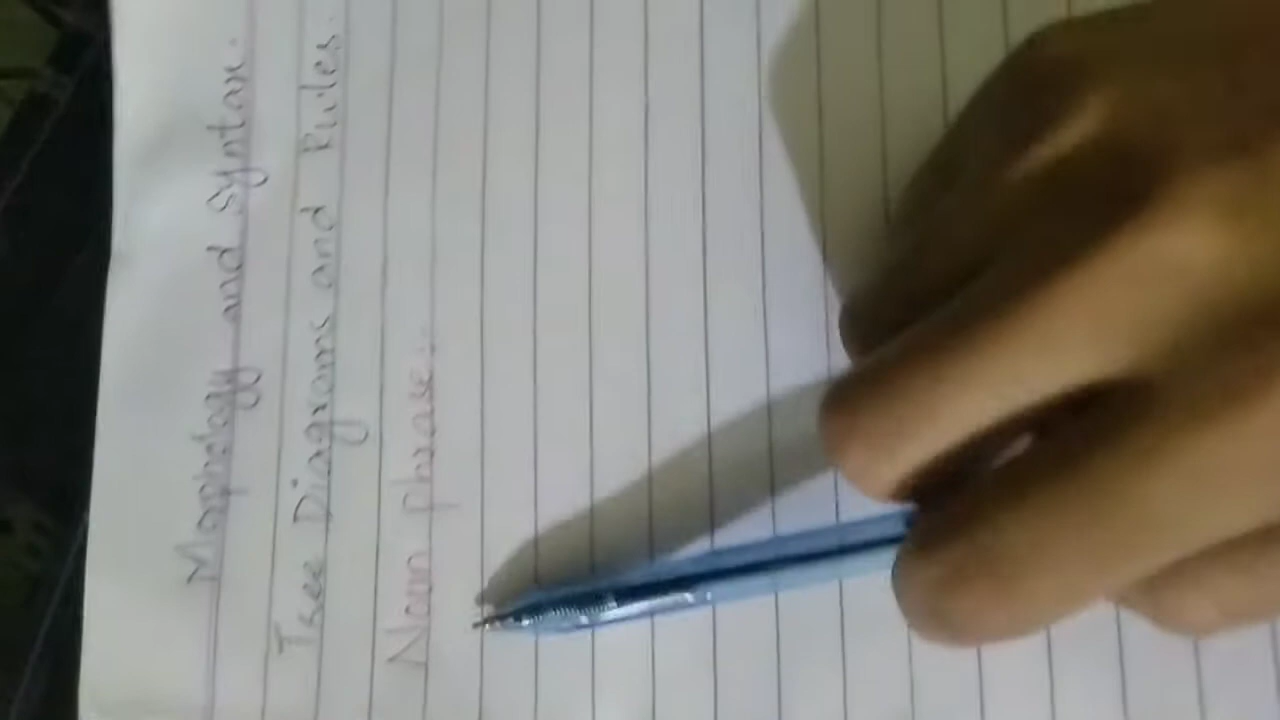 Morphology and syntax.
Tree Diagrams and Rules.
Noun phrase: